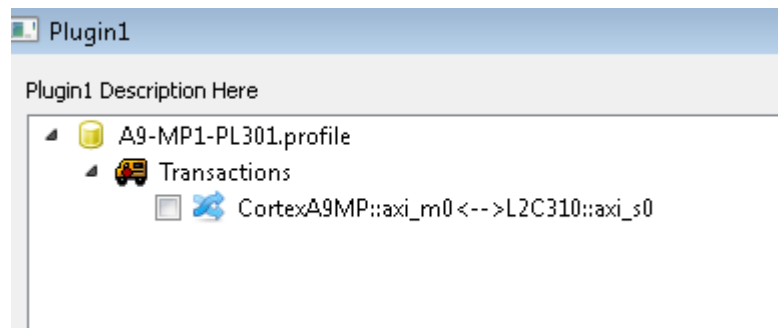 Plugin1
Plugin1 Description Here
A9-MP1-PL301.profile
Transactions
CortexA9MP::axi_m0<-->L2C310::axi_s0